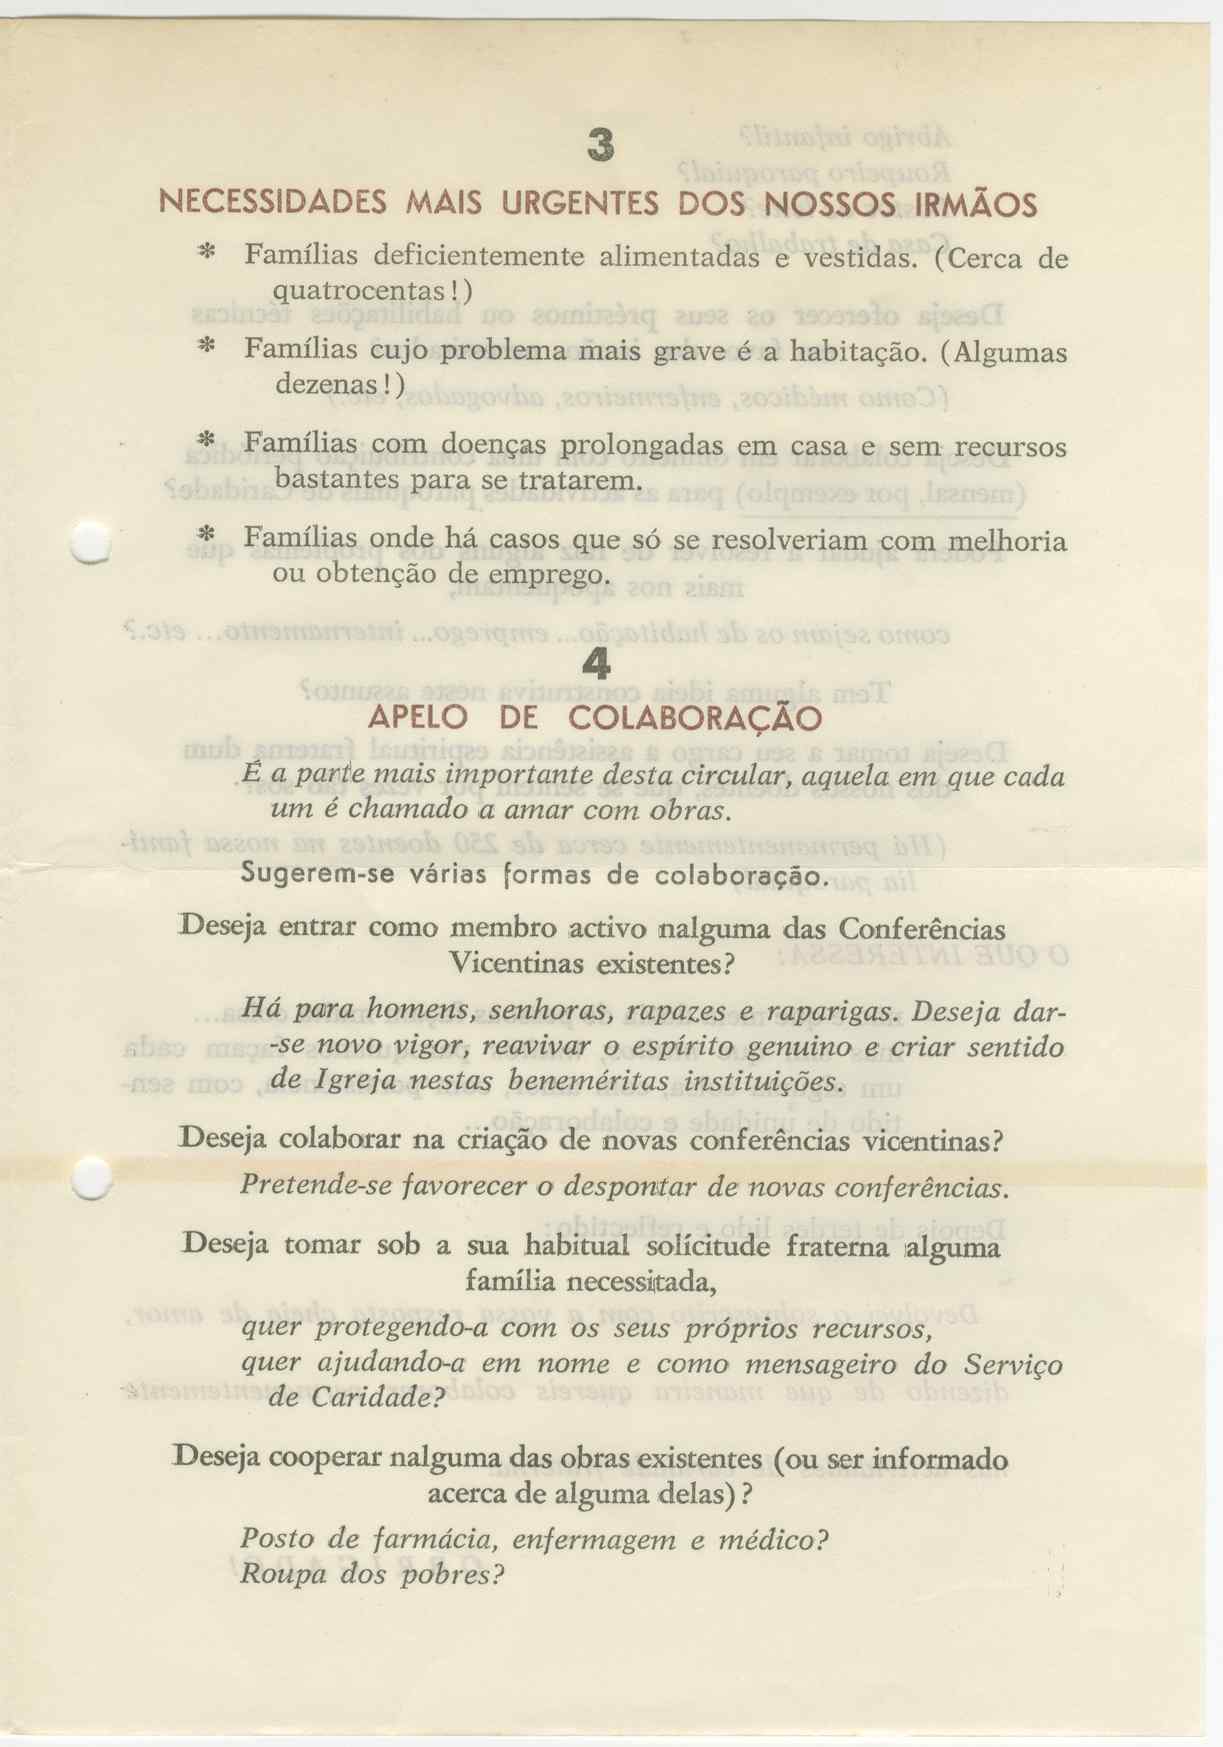 3
NECESSIDADES MAIS URGENTES DOS NOSSOS IRMÃOS
* Famílias deficientemente alimentadas e vestidas. (Cerca de
quatrocentas!)
* Famílias cujo problema mais grave é a habitação. (Algumas
dezenas!)
* Famílias com doenças prolongadas em casa e sem recursos
bastantes para se tratarem.
* Famílias onde há casos que só se resolveriam com melhoria
ou obtenção de emprego.
4
APELO DE COLABORAÇÃO
É a parte mais importante desta circular, aquela em que cada
um é chamado a amar com obras.
Sugerem-se várias formas de colaboração.
Deseja entrar como membro activo nalguma das Conferências
Vicentinas existentes?
Há para homens, senhoras, rapazes e raparigas. Deseja dar-
-se novo vigor, reavivar o espírito genuino e criar sentido
de Igreja nestas beneméritas instituições.
Deseja colaborar na criação de novas conferências vicentinas?
Pretende-se favorecer o despontar de novas conferências.
Deseja tomar sob a sua habitual solícitude fraterna alguma
família necessitada,
quer protegendo-a com os seus próprios recursos,
quer ajudando-a em nome e como mensageiro do Serviço
de Caridade?
Deseja cooperar nalguma das obras existentes (ou ser informado
acerca de alguma delas)?
Posto de farmácia, enfermagem e médico?
Roupa dos pobres?